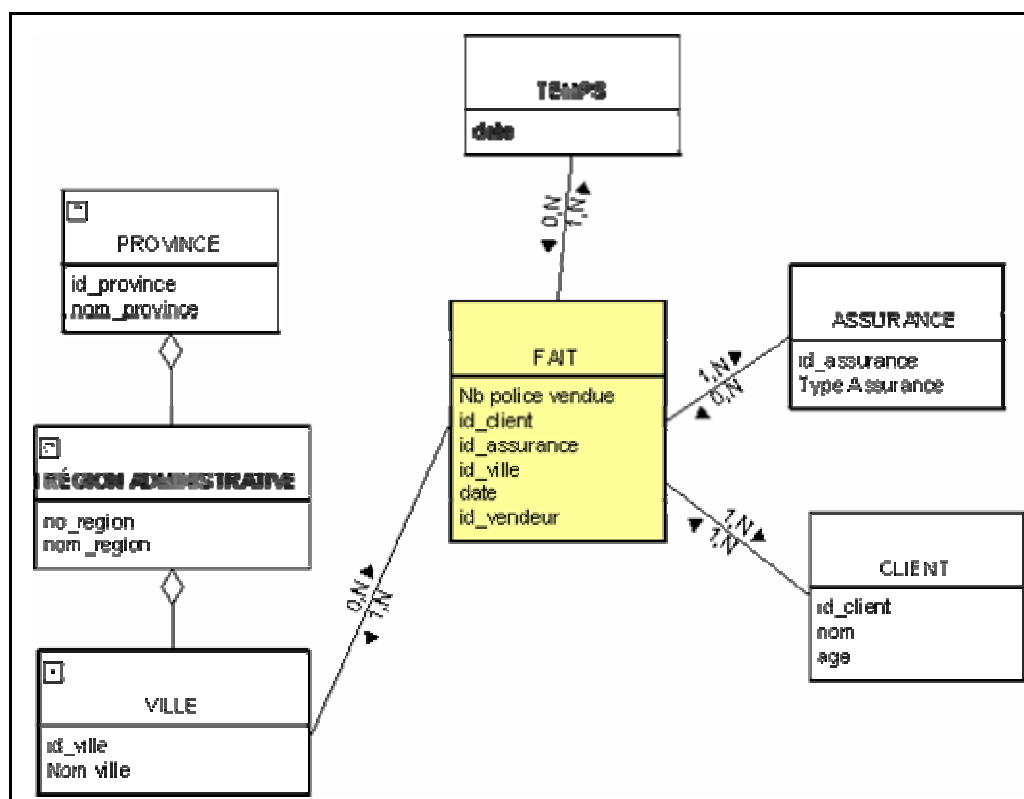 TEMPS
date
0,N
1,N
PROVINCE
id_province
nom_province
FAIT
Nb police vendue
id_client
id_assurance
id_ville
date
id_vendeur
ASSURANCE
id_assurance
Type Assurance
1,N
0,N
RÉGION ADMINISTRATIVE
no_region
nom_region
1,N
1,N
CLIENT
id_client
nom
age
0,N
1,N
VILLE
id_ville
Nom ville